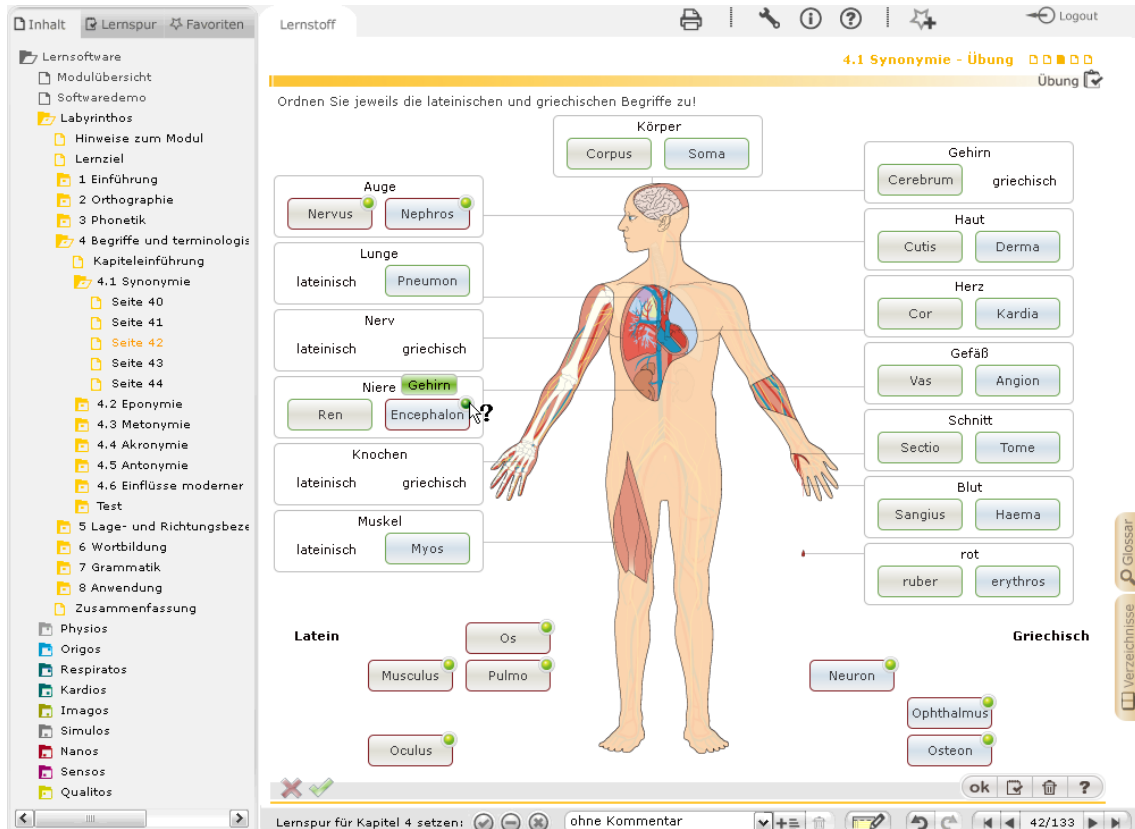 Inhalt Lernspur Favoriten Lernstoff Logout
Lernsoftware
Modulübersicht
Softwaredemo
Labyrinthos
Hinweise zum Modul
Lernziel
1 Einführung
2 Orthographie
3 Phonetik
4 Begriffe und terminologis
Kapiteleinführung
4.1 Synonymie
Seite 40
Seite 41
Seite 42
Seite 43
Seite 44
4.2 Eponymie
4.3 Metonymie
4.4 Akronymie
4.5 Antonymie
4.6 Einflüsse moderner
Test
5 Lage- und Richtungsbeze
6 Wortbildung
7 Grammatik
8 Anwendung
Zusammenfassung
Physios
Origos
Respiratos
Kardios
Imagos
Simulos
Nanos
Sensos
Qualitos
4.1 Synonymie - Übung
Übung
Ordnen Sie jeweils die lateinischen und griechischen Begriffe zu!
Körper
Corpus Soma
Auge
Nervus Nephros
Lunge
lateinisch Pneumon
Nerv
lateinisch griechisch
Niere Gehirn
Ren Encephalon ?
Knochen
lateinisch griechisch
Muskel
lateinisch Myos
Gehirn
Cerebrum griechisch
Haut
Cutis Derma
Herz
Cor Kardia
Gefäß
Vas Angion
Schnitt
Sectio Tome
Blut
Sangius Haema
rot
ruber erythros
Latein
Os
Musculus Pulmo
Oculus
Griechisch
Neuron
Ophthalmus
Osteon
Glossar
Verzeichnisse
ok ?
Lernspur für Kapitel 4 setzen: ohne Kommentar 42/133